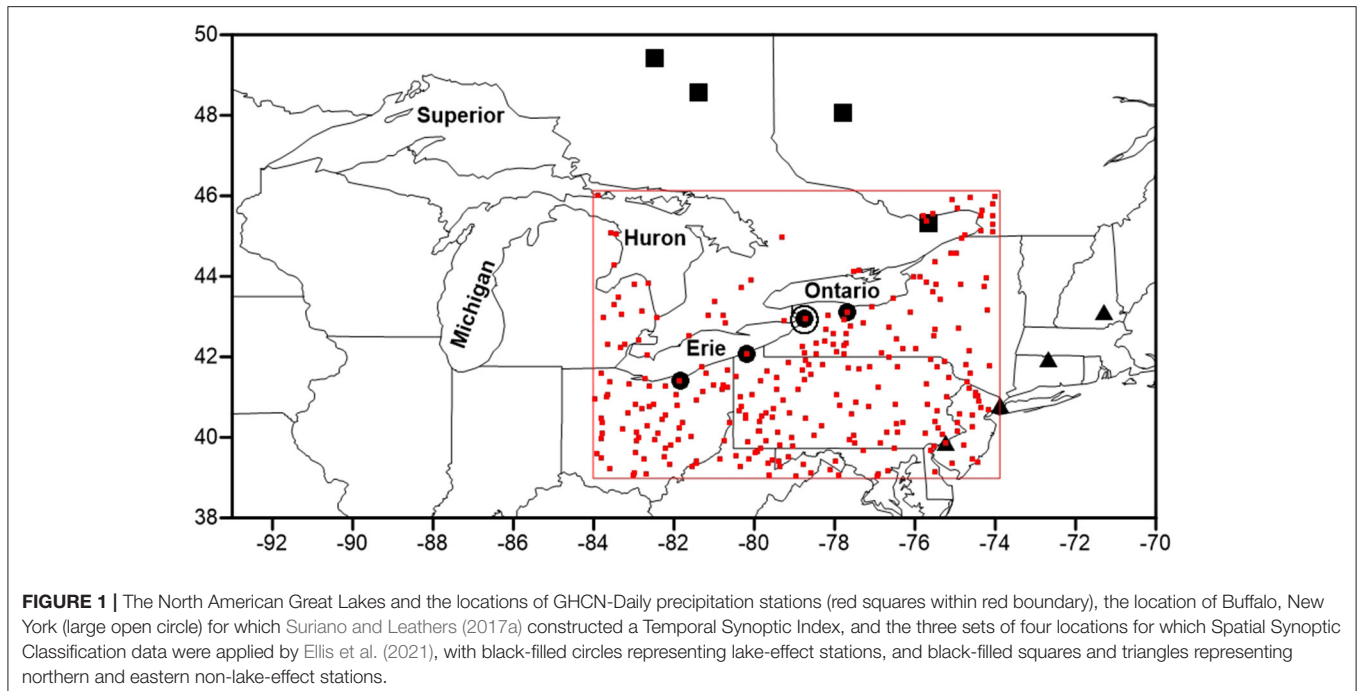 50
48
46
44
42
40
38
-92
-90
-88
-86
-84
-82
-80
-78
-76
-74
-72
-70
Superior
Huron
Michigan
Ontario
Erie
FIGURE 1 | The North American Great Lakes and the locations of GHCN-Daily precipitation stations (red squares within red boundary), the location of Buffalo, New
York (large open circle) for which Suriano and Leathers (2017a) constructed a Temporal Synoptic Index, and the three sets of four locations for which Spatial Synoptic
Classification data were applied by Ellis et al. (2021), with black-filled circles representing lake-effect stations, and black-filled squares and triangles representing
northern and eastern non-lake-effect stations.